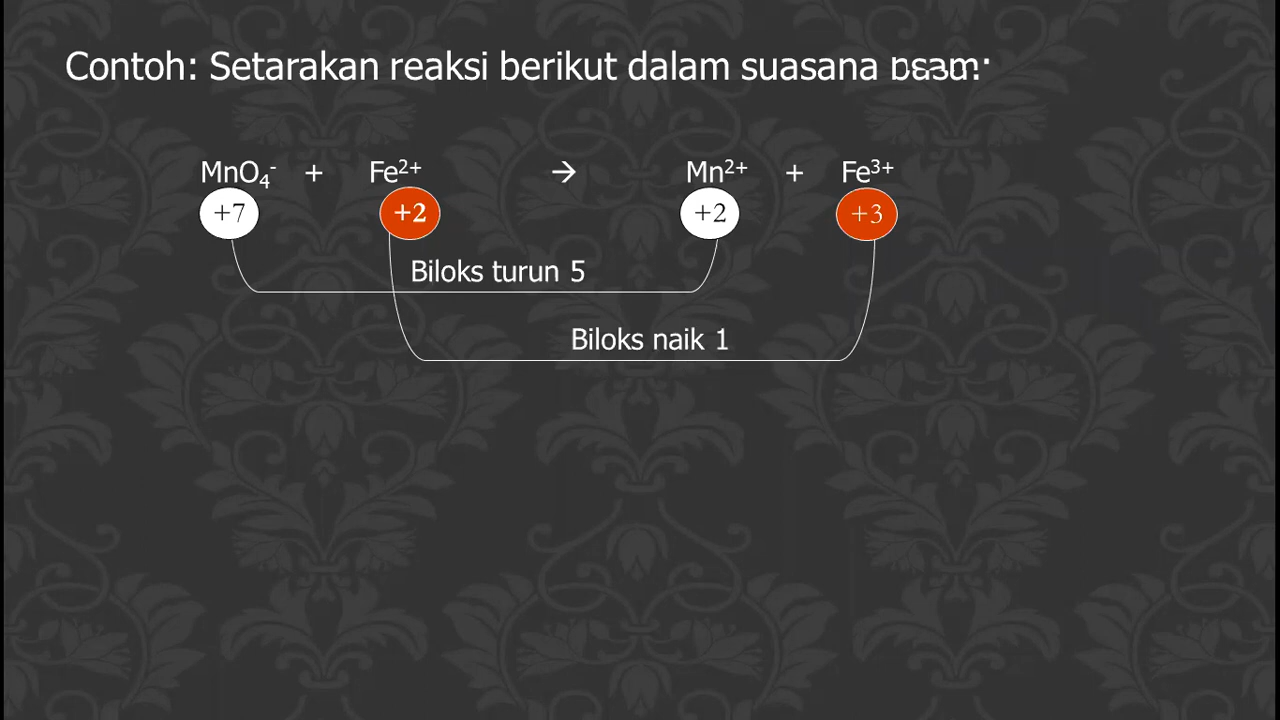 Contoh: Setarakan reaksi berikut dalam suasana
MnO₄⁻ + Fe²⁺ → Mn²⁺ + Fe³⁺
+7 +2 +2 +3
Biloks turun 5
Biloks naik 1